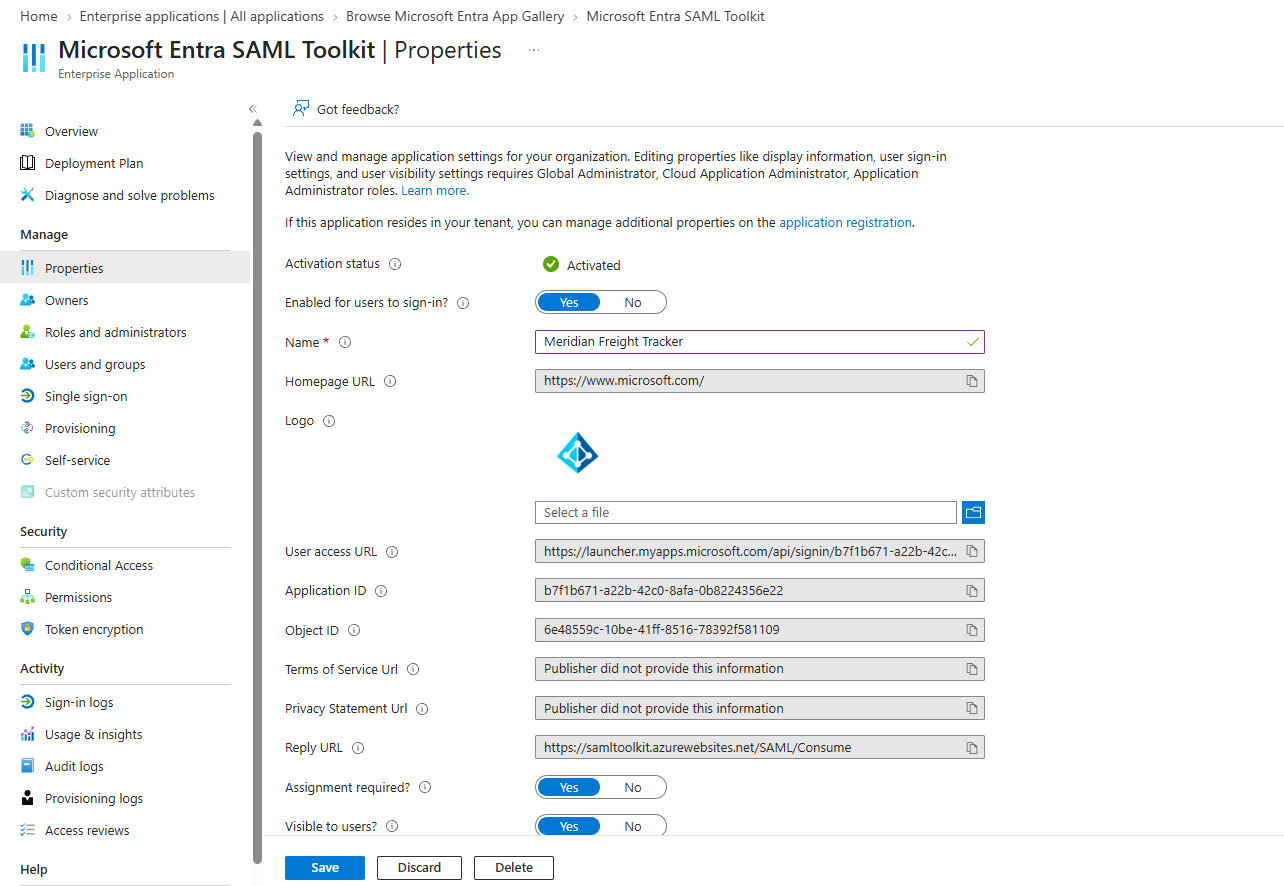 Home > Enterprise applications | All applications > Browse Microsoft Entra App Gallery > Microsoft Entra SAML Toolkit
Microsoft Entra SAML Toolkit | Properties ...
Enterprise Application
Overview
Deployment Plan
Diagnose and solve problems
Manage
Properties
Owners
Roles and administrators
Users and groups
Single sign-on
Provisioning
Self-service
Custom security attributes
Security
Conditional Access
Permissions
Token encryption
Activity
Sign-in logs
Usage & insights
Audit logs
Provisioning logs
Access reviews
Help
Got feedback?
View and manage application settings for your organization. Editing properties like display information, user sign-in
settings, and user visibility settings requires Global Administrator, Cloud Application Administrator, Application
Administrator roles. Learn more.
If this application resides in your tenant, you can manage additional properties on the application registration.
Activation status Activated
Enabled for users to sign-in? Yes No
Name * Meridian Freight Tracker
Homepage URL https://www.microsoft.com/
Logo
Select a file
User access URL https://launcher.myapps.microsoft.com/api/signin/b7f1b671-a22b-42c...
Application ID b7f1b671-a22b-42c0-8afa-0b8224356e22
Object ID 6e48559c-10be-41ff-8516-78392f581109
Terms of Service Url Publisher did not provide this information
Privacy Statement Url Publisher did not provide this information
Reply URL https://samltoolkit.azurewebsites.net/SAML/Consume
Assignment required? Yes No
Visible to users? Yes No
Save Discard Delete